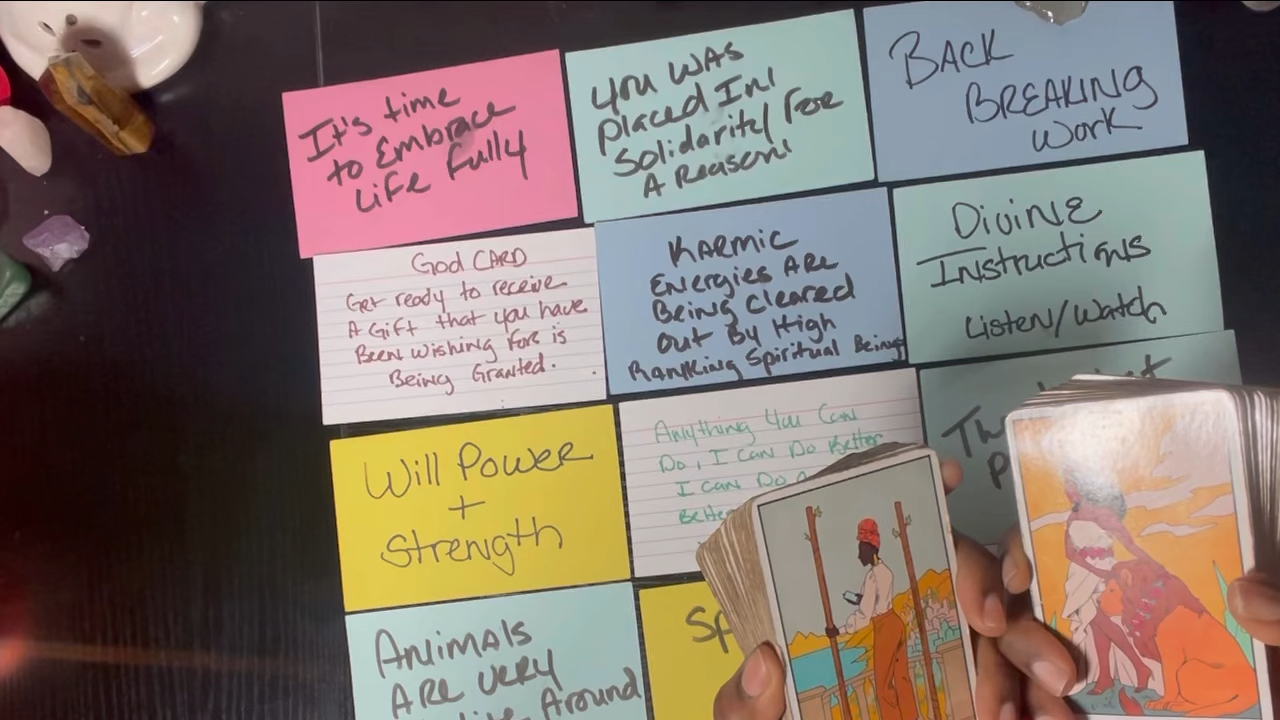 It's time
to Embrace
Life Fully
You WAS
placed In!
Solidarity/For
A Reason!
BACK
BREAKING
Work
God CARD
Get ready to receive
A Gift that you have
Been Wishing For is
Being Granted.
KARMIC
Energies ARE
Being Cleared
out By High
Ranking Spiritual Beings
Divine
Instructions
Listen/Watch
Will Power
+
Strength
Anything You Can
Do, I CAN Do Better
I CAN Do
Better
ANIMALS
ARE very
Around